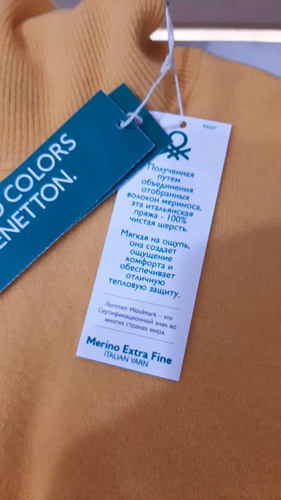 COLORS
ENETTON.
Полученная
путем
объединения
отобранных
волокон мериноса,
эта итальянская
пряжа - 100%
чистая шерсть.
Мягкая на ощупь,
она создает
ощущение
комфорта и
обеспечивает
отличную
тепловую защиту.
Логотип Woolmark – это
Сертификационный знак во
многих странах мира.
Merino Extra Fine
ITALIAN YARN